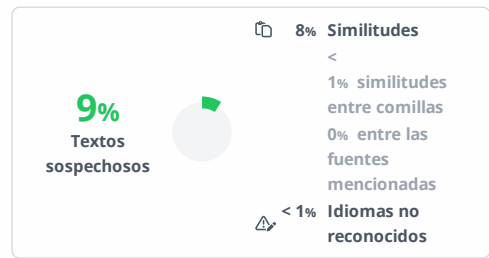 9%
Textos
sospechosos
8% Similitudes
<
1% similitudes
entre comillas
0% entre las
fuentes
mencionadas
< 1% Idiomas no
reconocidos